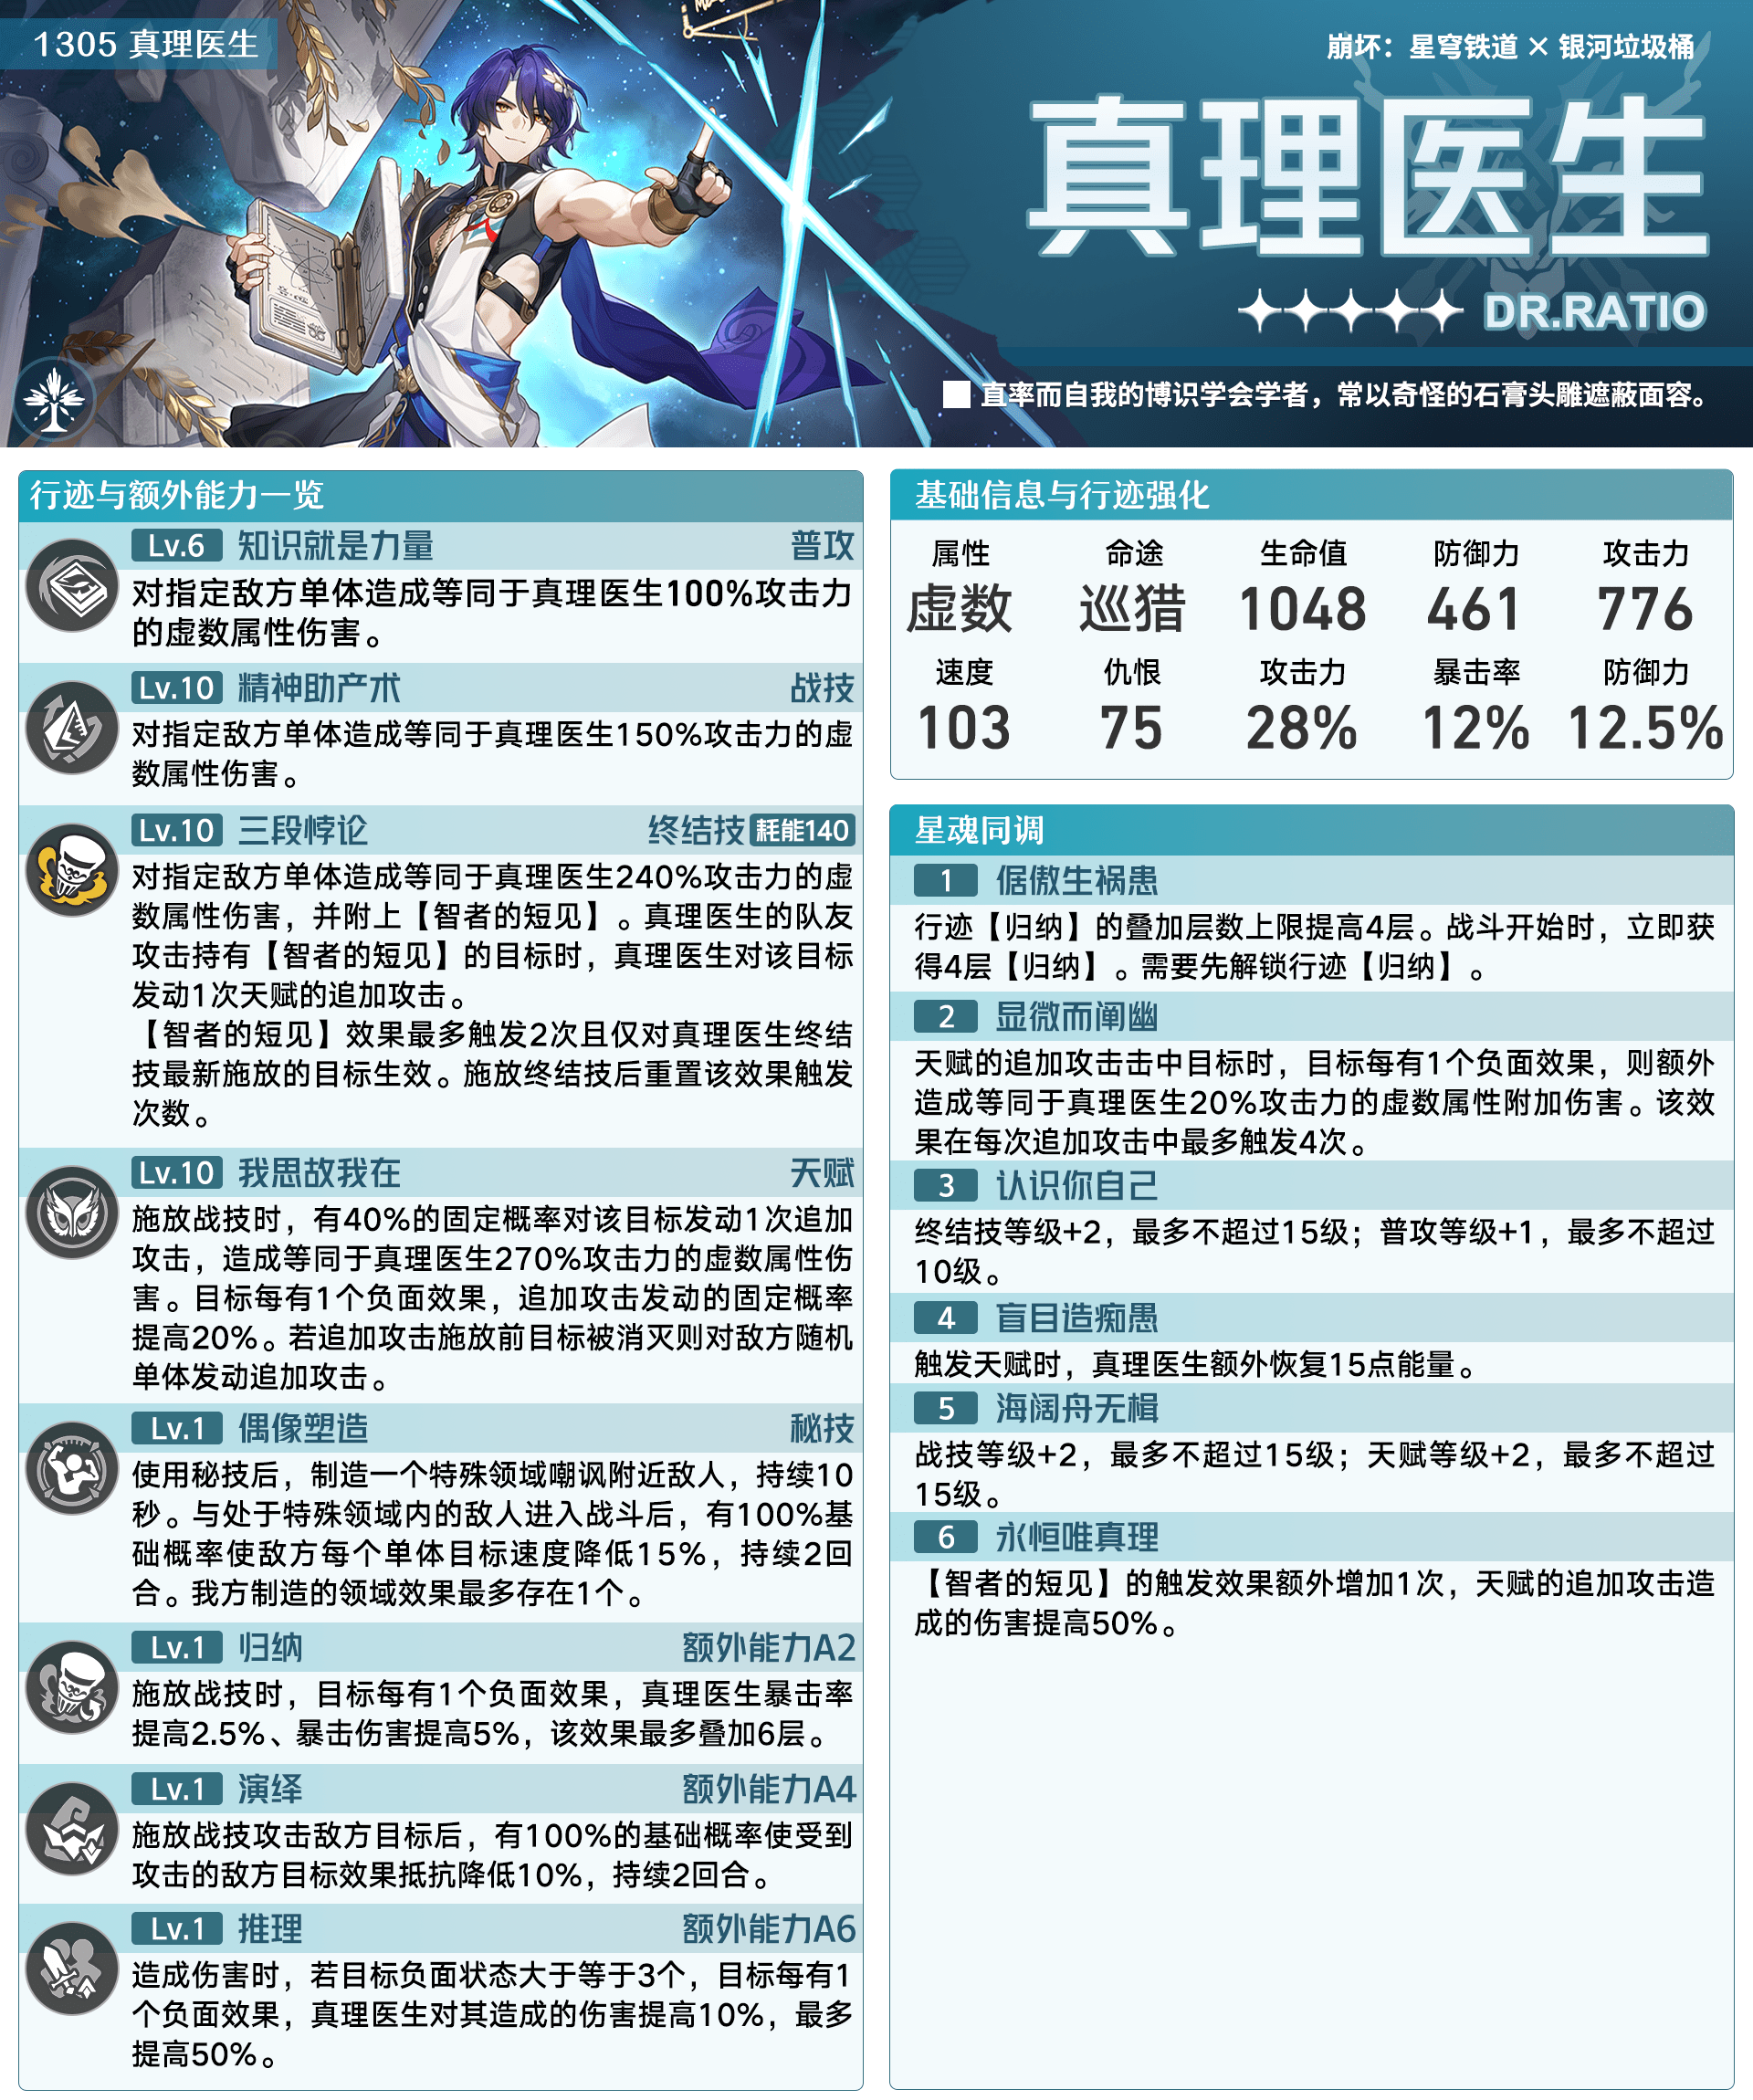 1305 真理医生
崩坏：星穹铁道 × 银河垃圾桶
真理医生
DR.RATIO
直率而自我的博识学会学者，常以奇怪的石膏头雕遮蔽面容。
行迹与额外能力一览
Lv.6 知识就是力量 普攻
对指定敌方单体造成等同于真理医生100%攻击力
的虚数属性伤害。
Lv.10 精神助产术 战技
对指定敌方单体造成等同于真理医生150%攻击力的虚
数属性伤害。
Lv.10 三段悖论 终结技 耗能140
对指定敌方单体造成等同于真理医生240%攻击力的虚
数属性伤害，并附上【智者的短见】。真理医生的队友
攻击持有【智者的短见】的目标时，真理医生对该目标
发动1次天赋的追加攻击。
【智者的短见】效果最多触发2次且仅对真理医生终结
技最新施放的目标生效。施放终结技后重置该效果触发
次数。
Lv.10 我思故我在 天赋
施放战技时，有40%的固定概率对该目标发动1次追加
攻击，造成等同于真理医生270%攻击力的虚数属性伤
害。目标每有1个负面效果，追加攻击发动的固定概率
提高20%。若追加攻击施放前目标被消灭则对敌方随机
单体发动追加攻击。
Lv.1 偶像塑造 秘技
使用秘技后，制造一个特殊领域嘲讽附近敌人，持续10
秒。与处于特殊领域内的敌人进入战斗后，有100%基
础概率使敌方每个单体目标速度降低15%，持续2回
合。我方制造的领域效果最多存在1个。
Lv.1 归纳 额外能力A2
施放战技时，目标每有1个负面效果，真理医生暴击率
提高2.5%、暴击伤害提高5%，该效果最多叠加6层。
Lv.1 演绎 额外能力A4
施放战技攻击敌方目标后，有100%的基础概率使受到
攻击的敌方目标效果抵抗降低10%，持续2回合。
Lv.1 推理 额外能力A6
造成伤害时，若目标负面状态大于等于3个，目标每有1
个负面效果，真理医生对其造成的伤害提高10%，最多
提高50%。
基础信息与行迹强化
属性 命途 生命值 防御力 攻击力
虚数 巡猎 1048 461 776
速度 仇恨 攻击力 暴击率 防御力
103 75 28% 12% 12.5%
星魂同调
1 倨傲生祸患
行迹【归纳】的叠加层数上限提高4层。战斗开始时，立即获
得4层【归纳】。需要先解锁行迹【归纳】。
2 显微而阐幽
天赋的追加攻击击中目标时，目标每有1个负面效果，则额外
造成等同于真理医生20%攻击力的虚数属性附加伤害。该效
果在每次追加攻击中最多触发4次。
3 认识你自己
终结技等级+2，最多不超过15级；普攻等级+1，最多不超过
10级。
4 盲目造痴愚
触发天赋时，真理医生额外恢复15点能量。
5 海阔舟无楫
战技等级+2，最多不超过15级；天赋等级+2，最多不超过
15级。
6 永恒唯真理
【智者的短见】的触发效果额外增加1次，天赋的追加攻击造
成的伤害提高50%。